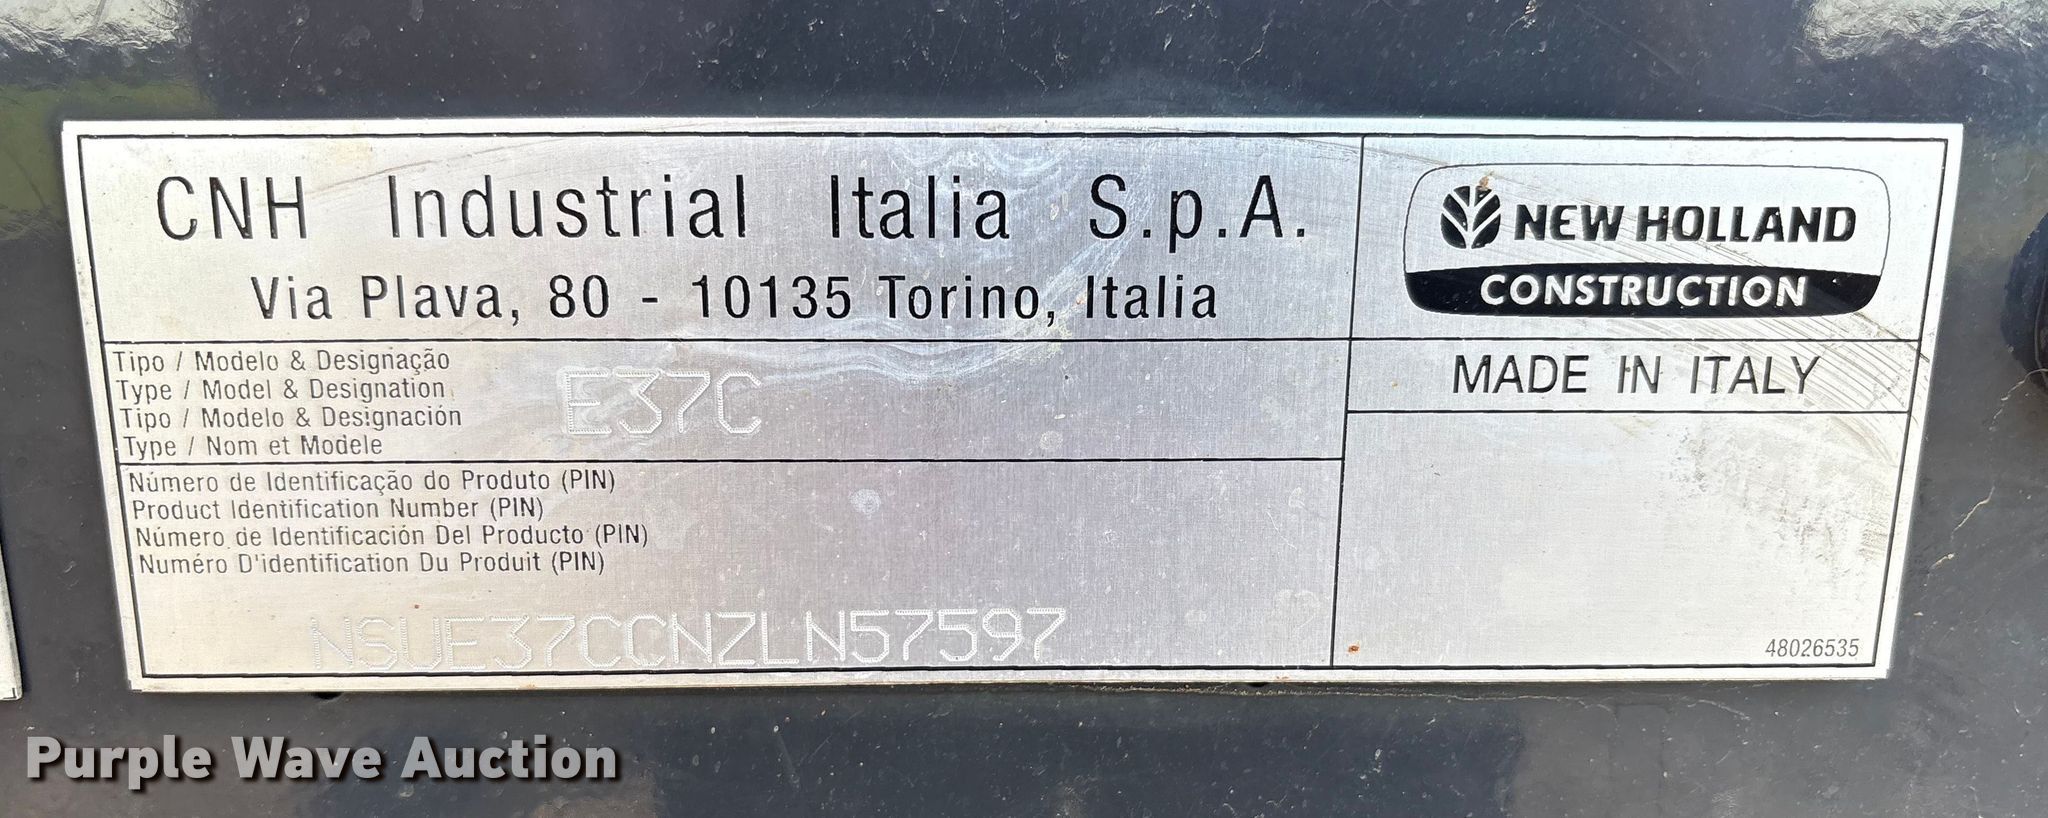 CNH Industrial Italia S.p.A.
Via Plava, 80 - 10135 Torino, Italia
NEW HOLLAND
CONSTRUCTION
MADE IN ITALY
Tipo / Modelo & Designação
Type / Model & Designation
Tipo / Modelo & Designación
Type / Nom et Modele
E37C
Número de Identificação do Produto (PIN)
Product Identification Number (PIN)
Número de Identificación Del Producto (PIN)
Numéro D'identification Du Produit (PIN)
NSUE37CCNZLN57597
48026535
Purple Wave Auction